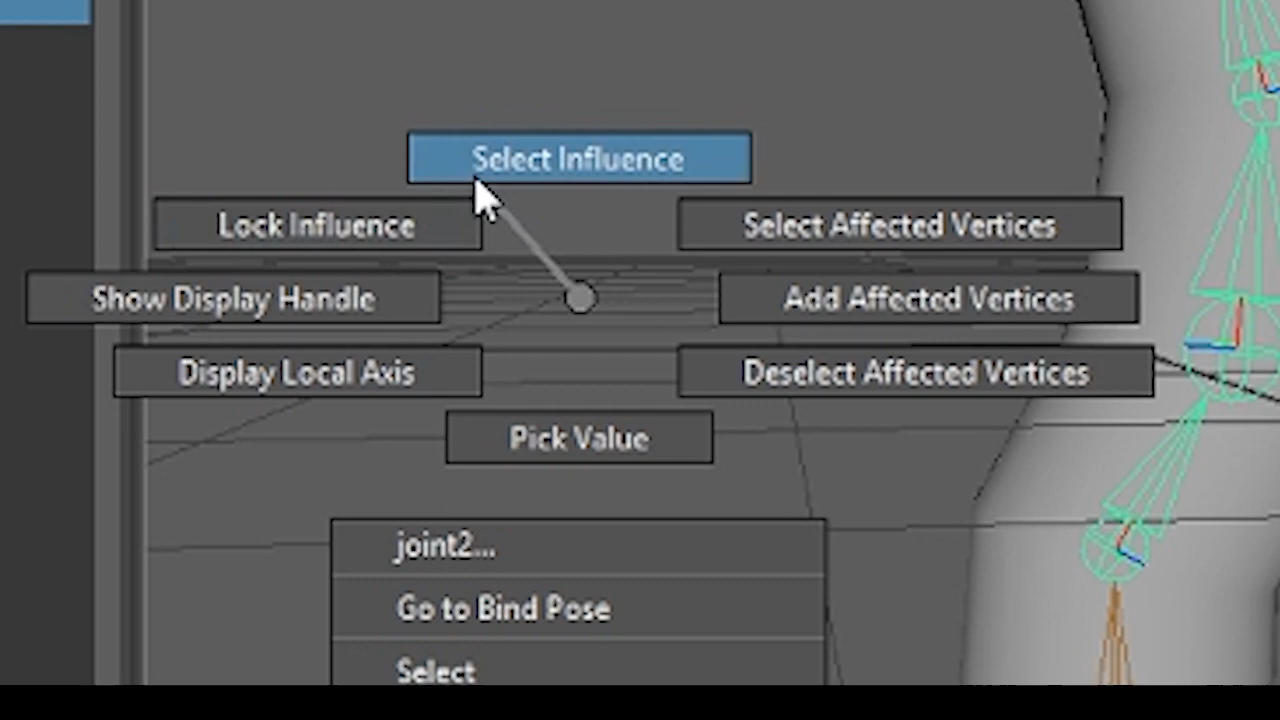 Select Influence
Lock Influence
Select Affected Vertices
Show Display Handle
Add Affected Vertices
Display Local Axis
Deselect Affected Vertices
Pick Value
joint2...
Go to Bind Pose
Select